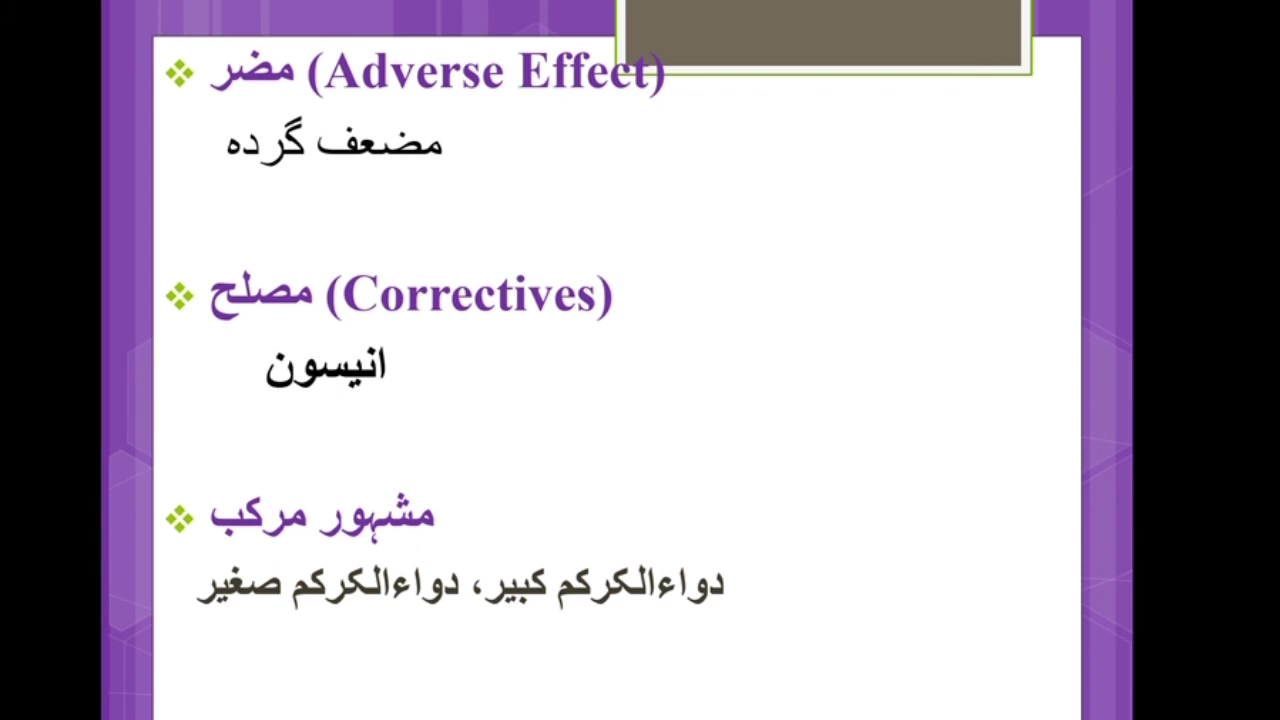 مضر (Adverse Effect)
مضعف گردہ
مصلح (Correctives)
انیسون
مشہور مرکب
دواءالکرکم کبیر، دواءالکرکم صغیر